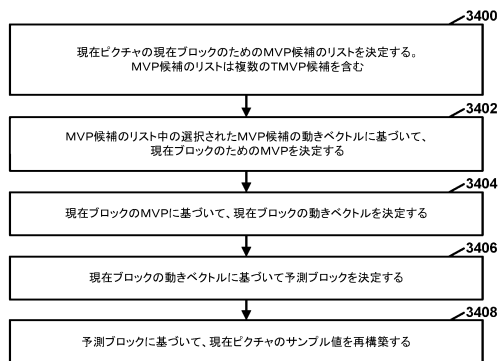 3400
現在ピクチャの現在ブロックのためのMVP候補のリストを決定する。
MVP候補のリストは複数のTMVP候補を含む
3402
MVP候補のリスト中の選択されたMVP候補の動きベクトルに基づいて、
現在ブロックのためのMVPを決定する
3404
現在ブロックのMVPに基づいて、現在ブロックの動きベクトルを決定する
3406
現在ブロックの動きベクトルに基づいて予測ブロックを決定する
3408
予測ブロックに基づいて、現在ピクチャのサンプル値を再構築する